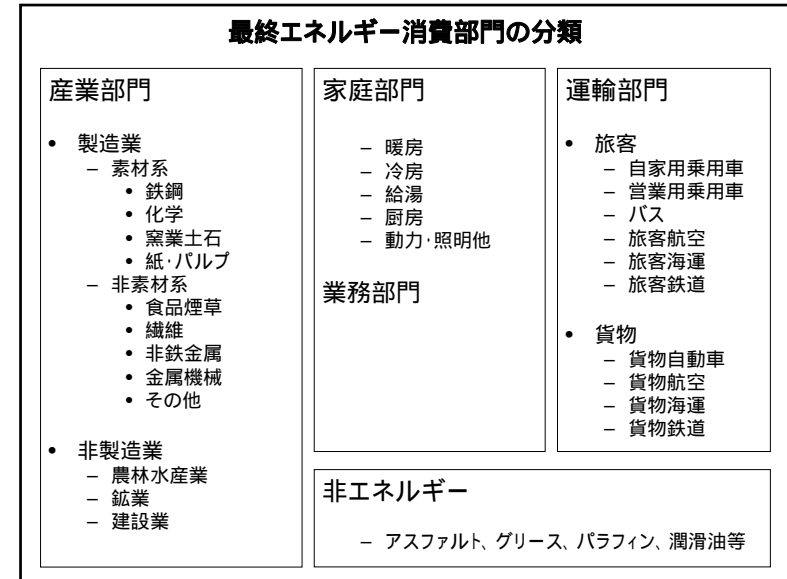 最終エネルギー消費部門の分類
産業部門
• 製造業
– 素材系
• 鉄鋼
• 化学
• 窯業土石
• 紙・パルプ
– 非素材系
• 食品煙草
• 繊維
• 非鉄金属
• 金属機械
• その他
• 非製造業
– 農林水産業
– 鉱業
– 建設業
家庭部門
– 暖房
– 冷房
– 給湯
– 厨房
– 動力・照明他
業務部門
運輸部門
• 旅客
– 自家用乗用車
– 営業用乗用車
– バス
– 旅客航空
– 旅客海運
– 旅客鉄道
• 貨物
– 貨物自動車
– 貨物航空
– 貨物海運
– 貨物鉄道
非エネルギー
– アスファルト、グリース、パラフィン、潤滑油等